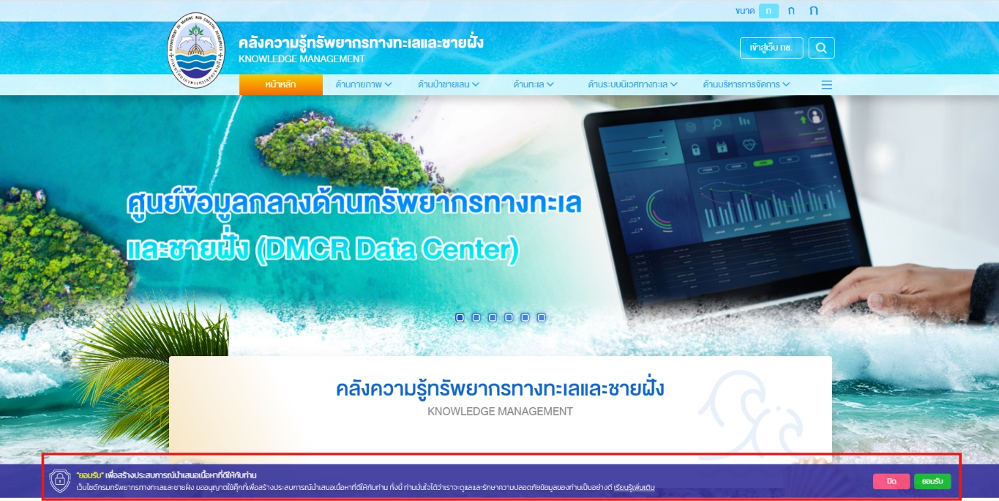 ขนาด ก ก ก
คลังความรู้ทรัพยากรทางทะเลและชายฝั่ง
KNOWLEDGE MANAGEMENT
เข้าสู่เว็บ ทช.
หน้าหลัก ด้านกายภาพ ด้านป่าชายเลน ด้านทะเล ด้านระบบนิเวศทางทะเล ด้านบริหารการจัดการ
ศูนย์ข้อมูลกลางด้านทรัพยากรทางทะเล
และชายฝั่ง (DMCR Data Center)
คลังความรู้ทรัพยากรทางทะเลและชายฝั่ง
KNOWLEDGE MANAGEMENT
"ยอมรับ" เพื่อสร้างประสบการณ์นำเสนอเนื้อหาที่ดีให้กับท่าน
เว็บไซต์กรมทรัพยากรทางทะเลและชายฝั่ง ขออนุญาตใช้คุ๊กกี้เพื่อสร้างประสบการณ์นำเสนอเนื้อหาที่ดีให้กับท่าน ทั้งนี้ ท่านมั่นใจได้ว่าเราจะดูแลและรักษาความปลอดภัยข้อมูลของท่านเป็นอย่างดี เรียนรู้เพิ่มเติม
ปิด ยอมรับ